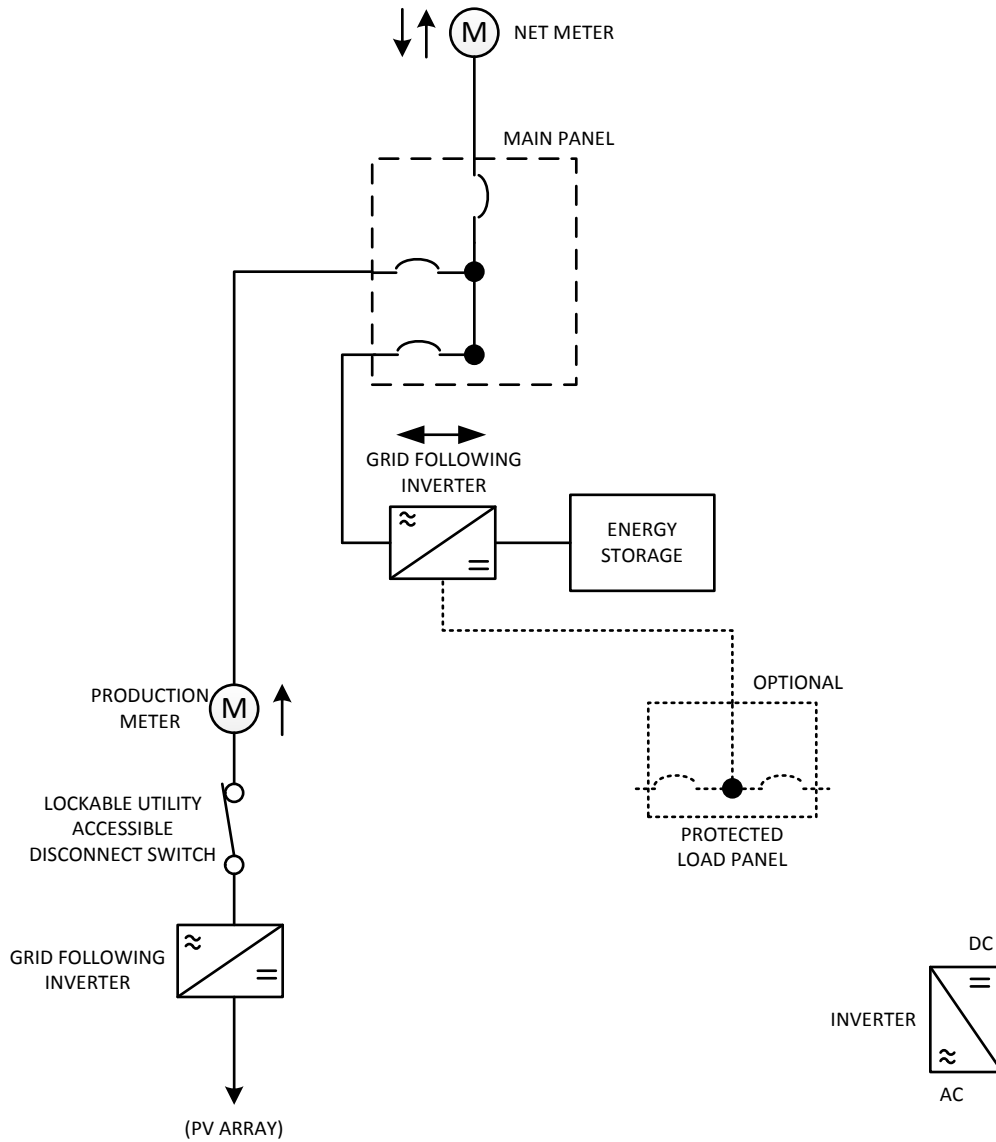 M
NET METER
MAIN PANEL
GRID FOLLOWING
INVERTER
≈
=
ENERGY
STORAGE
OPTIONAL
PROTECTED
LOAD PANEL
PRODUCTION
METER
M
LOCKABLE UTILITY
ACCESSIBLE
DISCONNECT SWITCH
GRID FOLLOWING
INVERTER
≈
=
(PV ARRAY)
DC
=
INVERTER
≈
AC